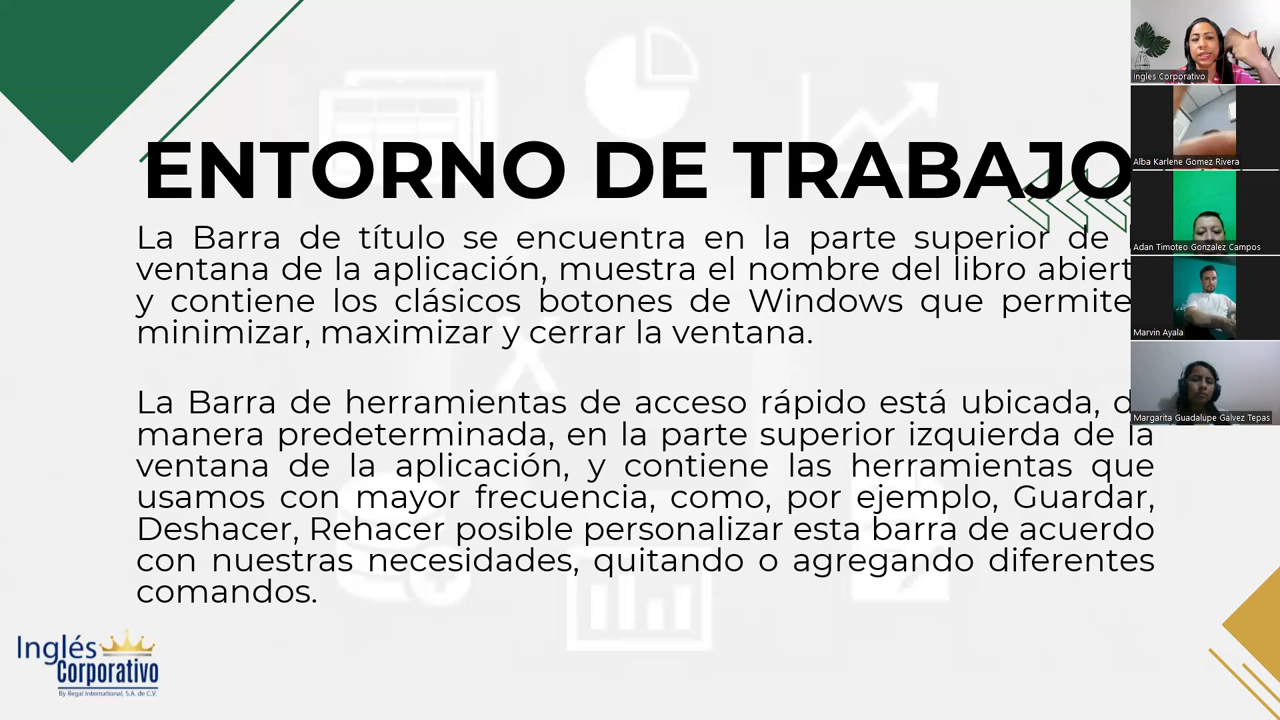 ENTORNO DE TRABAJO
La Barra de título se encuentra en la parte superior de
ventana de la aplicación, muestra el nombre del libro abiert
y contiene los clásicos botones de Windows que permite
minimizar, maximizar y cerrar la ventana.
La Barra de herramientas de acceso rápido está ubicada, d
manera predeterminada, en la parte superior izquierda de la
ventana de la aplicación, y contiene las herramientas que
usamos con mayor frecuencia, como, por ejemplo, Guardar,
Deshacer, Rehacer posible personalizar esta barra de acuerdo
con nuestras necesidades, quitando o agregando diferentes
comandos.
Inglés
Corporativo
By Regal International, S.A. de C.V.
Ingles Corporativo
Alba Karlene Gomez Rivera
Adan Timoteo Gonzalez Campos
Marvin Ayala
Margarita Guadalupe Galvez Tepas